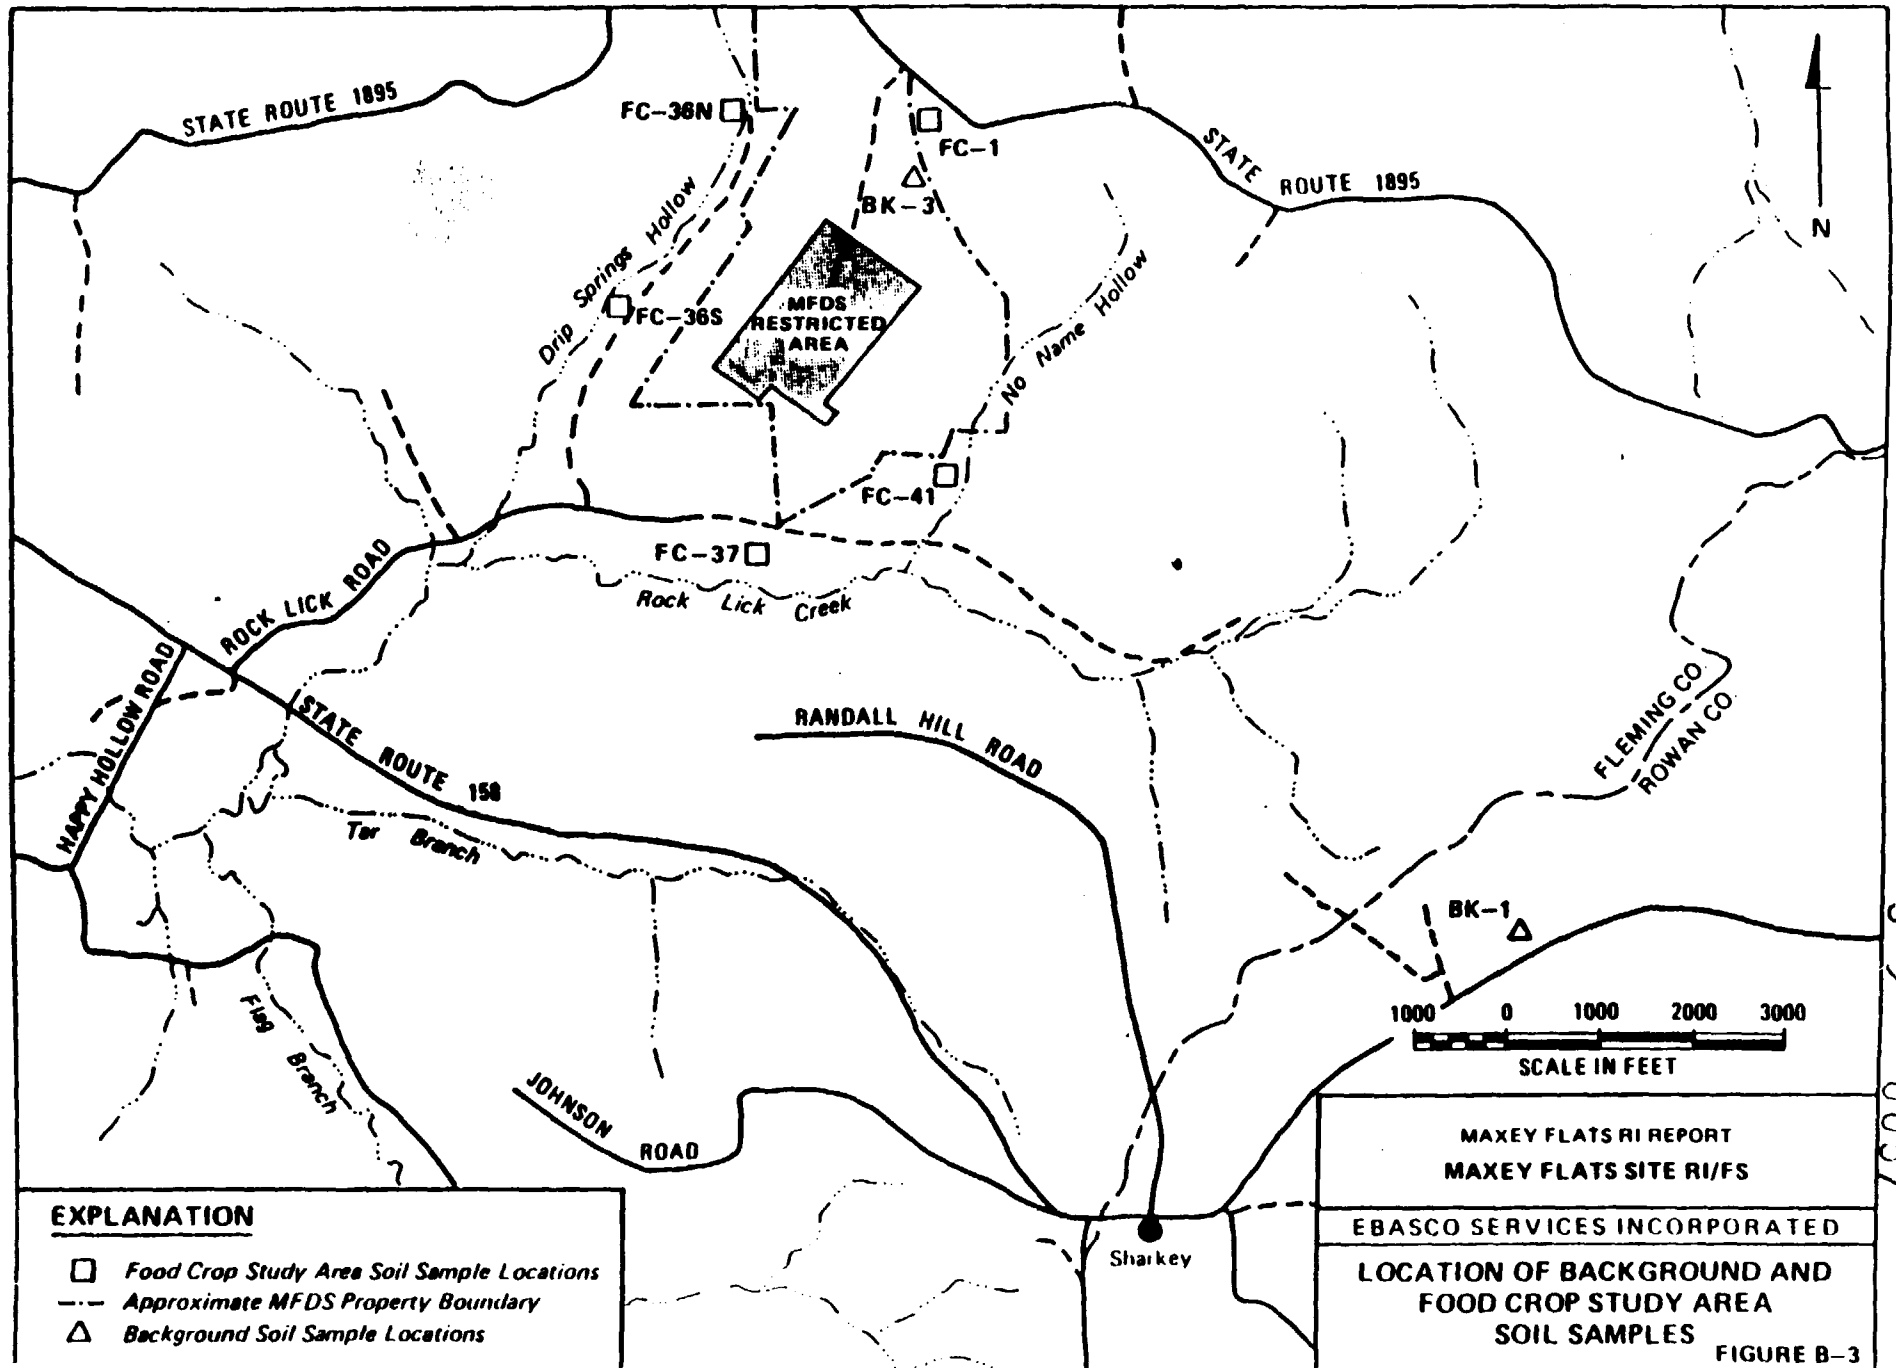 STATE ROUTE 1895
FC-36N
FC-1
STATE ROUTE 1895
BK-3
N
Drip Springs Hollow
FC-36S
MFDS
RESTRICTED
AREA
No Name Hollow
FC-41
FC-37
Rock Lick Creek
ROCK LICK ROAD
HAPPY HOLLOW ROAD
STATE ROUTE 158
RANDALL HILL ROAD
FLEMING CO.
ROWAN CO.
Tar Branch
BK-1
Flag Branch
1000 0 1000 2000 3000
SCALE IN FEET
JOHNSON ROAD
Sharkey
MAXEY FLATS RI REPORT
MAXEY FLATS SITE RI/FS
EBASCO SERVICES INCORPORATED
LOCATION OF BACKGROUND AND
FOOD CROP STUDY AREA
SOIL SAMPLES
FIGURE B-3
EXPLANATION
Food Crop Study Area Soil Sample Locations
Approximate MFDS Property Boundary
Background Soil Sample Locations